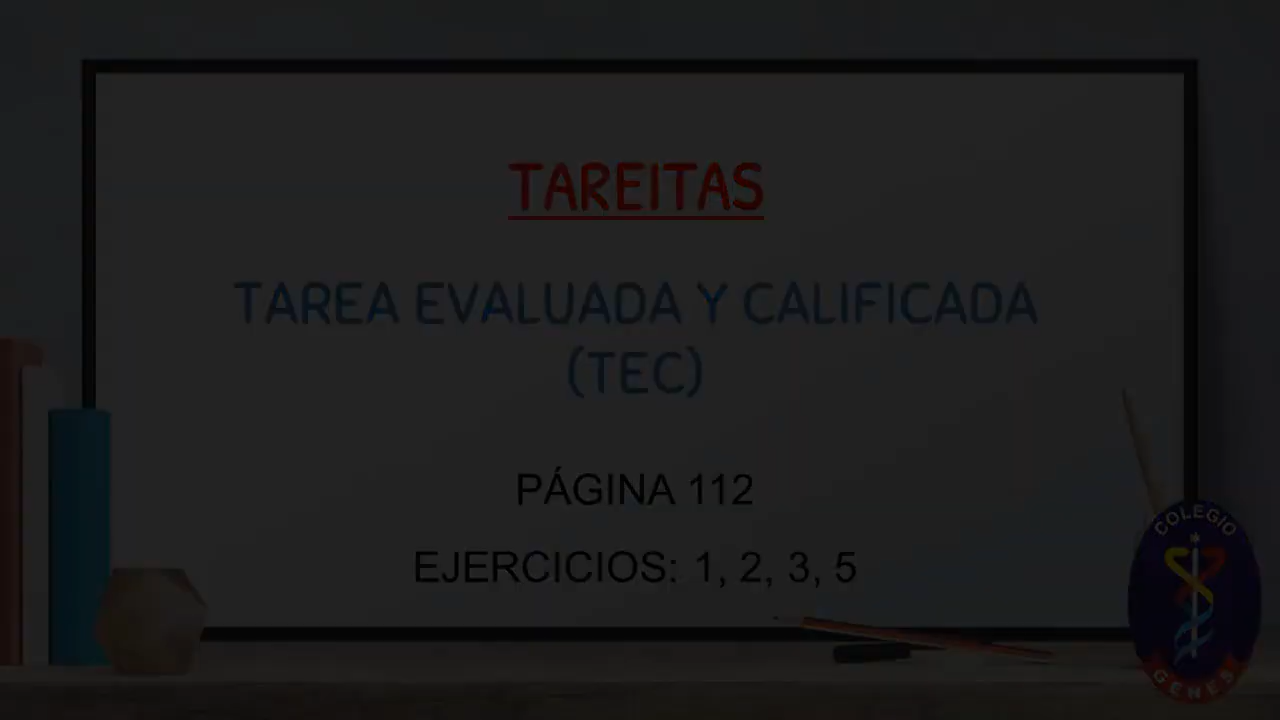 TAREITAS
TAREA EVALUADA Y CALIFICADA
(TEC)
PÁGINA 112
EJERCICIOS: 1, 2, 3, 5
COLEGIO
GENES